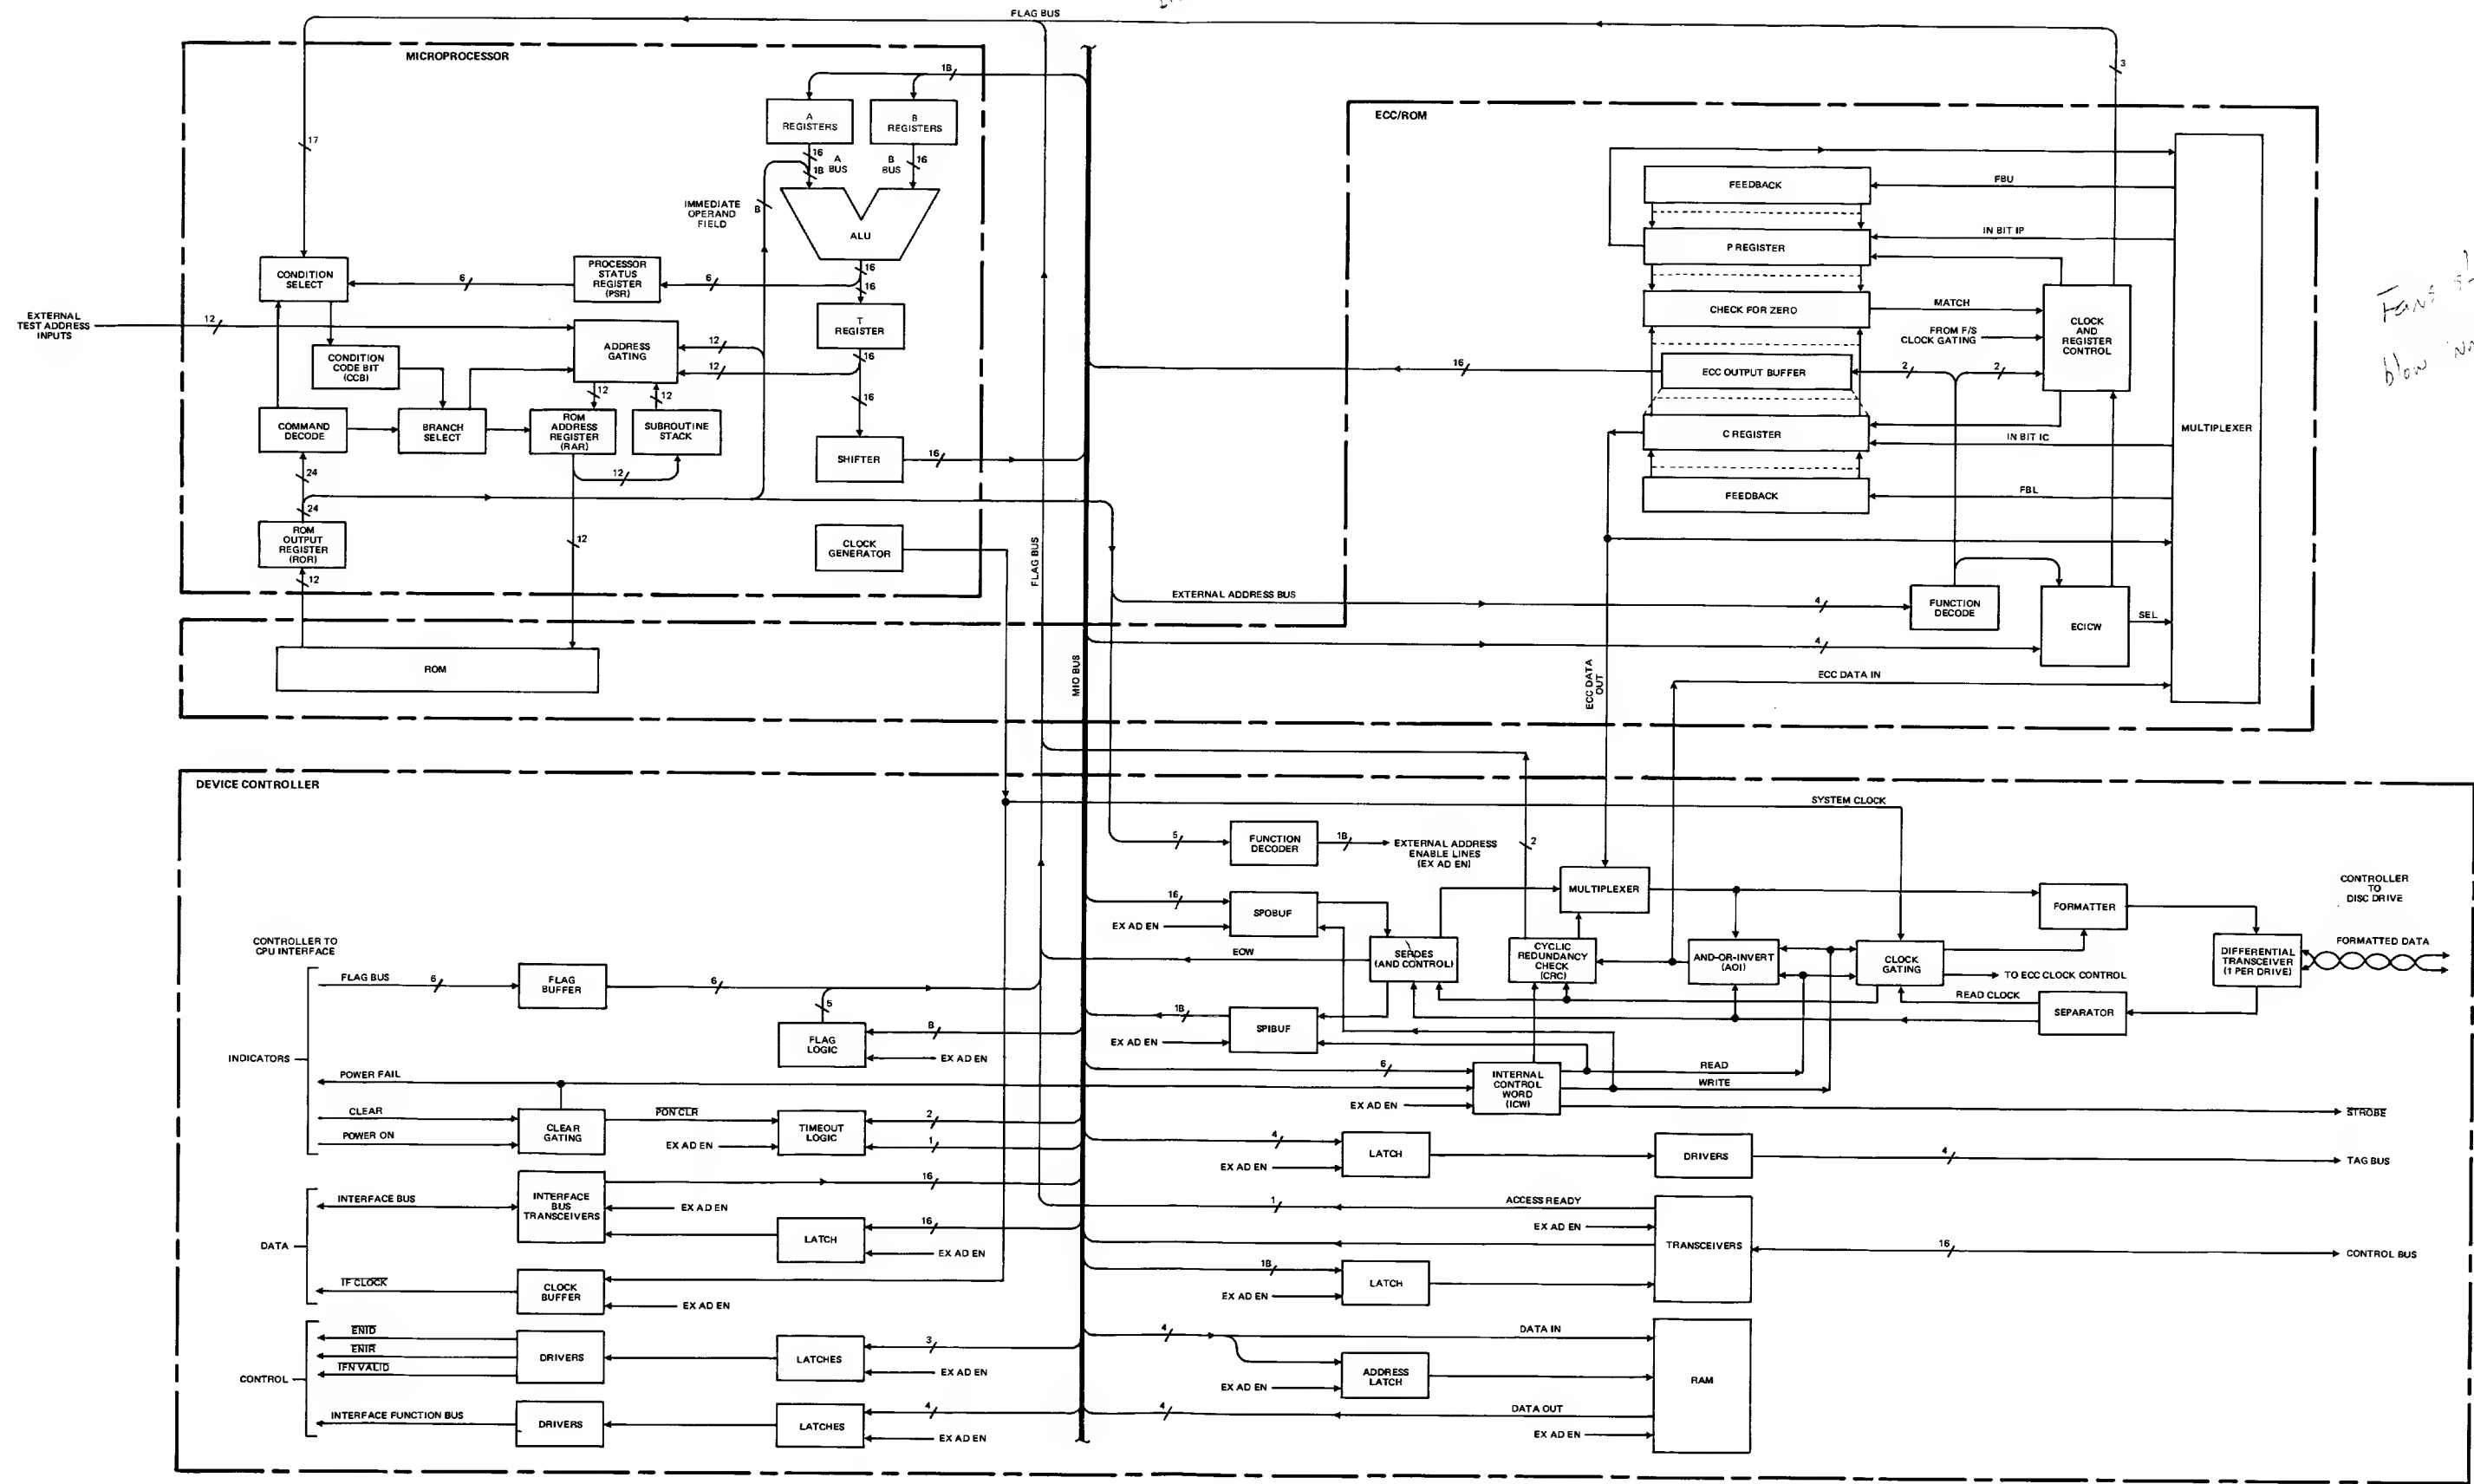 FLAG BUS
MICROPROCESSOR
1B
3
ECC/ROM
A
REGISTERS
B
REGISTERS
17
16
A
BUS
1B
B
BUS
16
IMMEDIATE
OPERAND
FIELD
B
ALU
FEEDBACK
FBU
P REGISTER
IN BIT IP
CONDITION
SELECT
6
PROCESSOR
STATUS
REGISTER
(PSR)
6
16
16
CHECK FOR ZERO
MATCH
FROM F/S
CLOCK GATING
CLOCK
AND
REGISTER
CONTROL
EXTERNAL
TEST ADDRESS
INPUTS
12
T
REGISTER
ADDRESS
GATING
12
12
16
CONDITION
CODE BIT
(CCB)
16
ECC OUTPUT BUFFER
2
2
12
12
16
COMMAND
DECODE
BRANCH
SELECT
ROM
ADDRESS
REGISTER
(RAR)
SUBROUTINE
STACK
C REGISTER
IN BIT IC
MULTIPLEXER
SHIFTER
16
24
12
FEEDBACK
FBL
24
ROM
OUTPUT
REGISTER
(ROR)
12
CLOCK
GENERATOR
FLAG BUS
12
EXTERNAL ADDRESS BUS
4
FUNCTION
DECODE
ECICW
SEL
4
ROM
MIO BUS
ECC DATA
OUT
ECC DATA IN
DEVICE CONTROLLER
SYSTEM CLOCK
5
FUNCTION
DECODER
1B
EXTERNAL ADDRESS
ENABLE LINES
(EX AD EN)
2
MULTIPLEXER
CONTROLLER
TO
DISC DRIVE
16
SPOBUF
EX AD EN
FORMATTER
CONTROLLER TO
CPU INTERFACE
EOW
SERDES
(AND CONTROL)
CYCLIC
REDUNDANCY
CHECK
(CRC)
AND-OR-INVERT
(AOI)
CLOCK
GATING
TO ECC CLOCK CONTROL
DIFFERENTIAL
TRANSCEIVER
(1 PER DRIVE)
FORMATTED DATA
FLAG BUS
6
FLAG
BUFFER
6
READ CLOCK
SEPARATOR
5
1B
SPIBUF
EX AD EN
FLAG
LOGIC
B
EX AD EN
INDICATORS
POWER FAIL
6
INTERNAL
CONTROL
WORD
(ICW)
READ
WRITE
EX AD EN
STROBE
CLEAR
POWER ON
CLEAR
GATING
PON CLR
EX AD EN
TIMEOUT
LOGIC
2
1
4
EX AD EN
LATCH
DRIVERS
4
TAG BUS
INTERFACE BUS
INTERFACE
BUS
TRANSCEIVERS
16
EX AD EN
1
ACCESS READY
EX AD EN
TRANSCEIVERS
16
CONTROL BUS
DATA
LATCH
16
EX AD EN
1B
LATCH
EX AD EN
IF CLOCK
CLOCK
BUFFER
EX AD EN
ENID
ENIR
IFN VALID
DRIVERS
LATCHES
3
EX AD EN
4
DATA IN
ADDRESS
LATCH
EX AD EN
RAM
CONTROL
INTERFACE FUNCTION BUS
DRIVERS
LATCHES
4
EX AD EN
4
DATA OUT
EX AD EN
Fans
blow